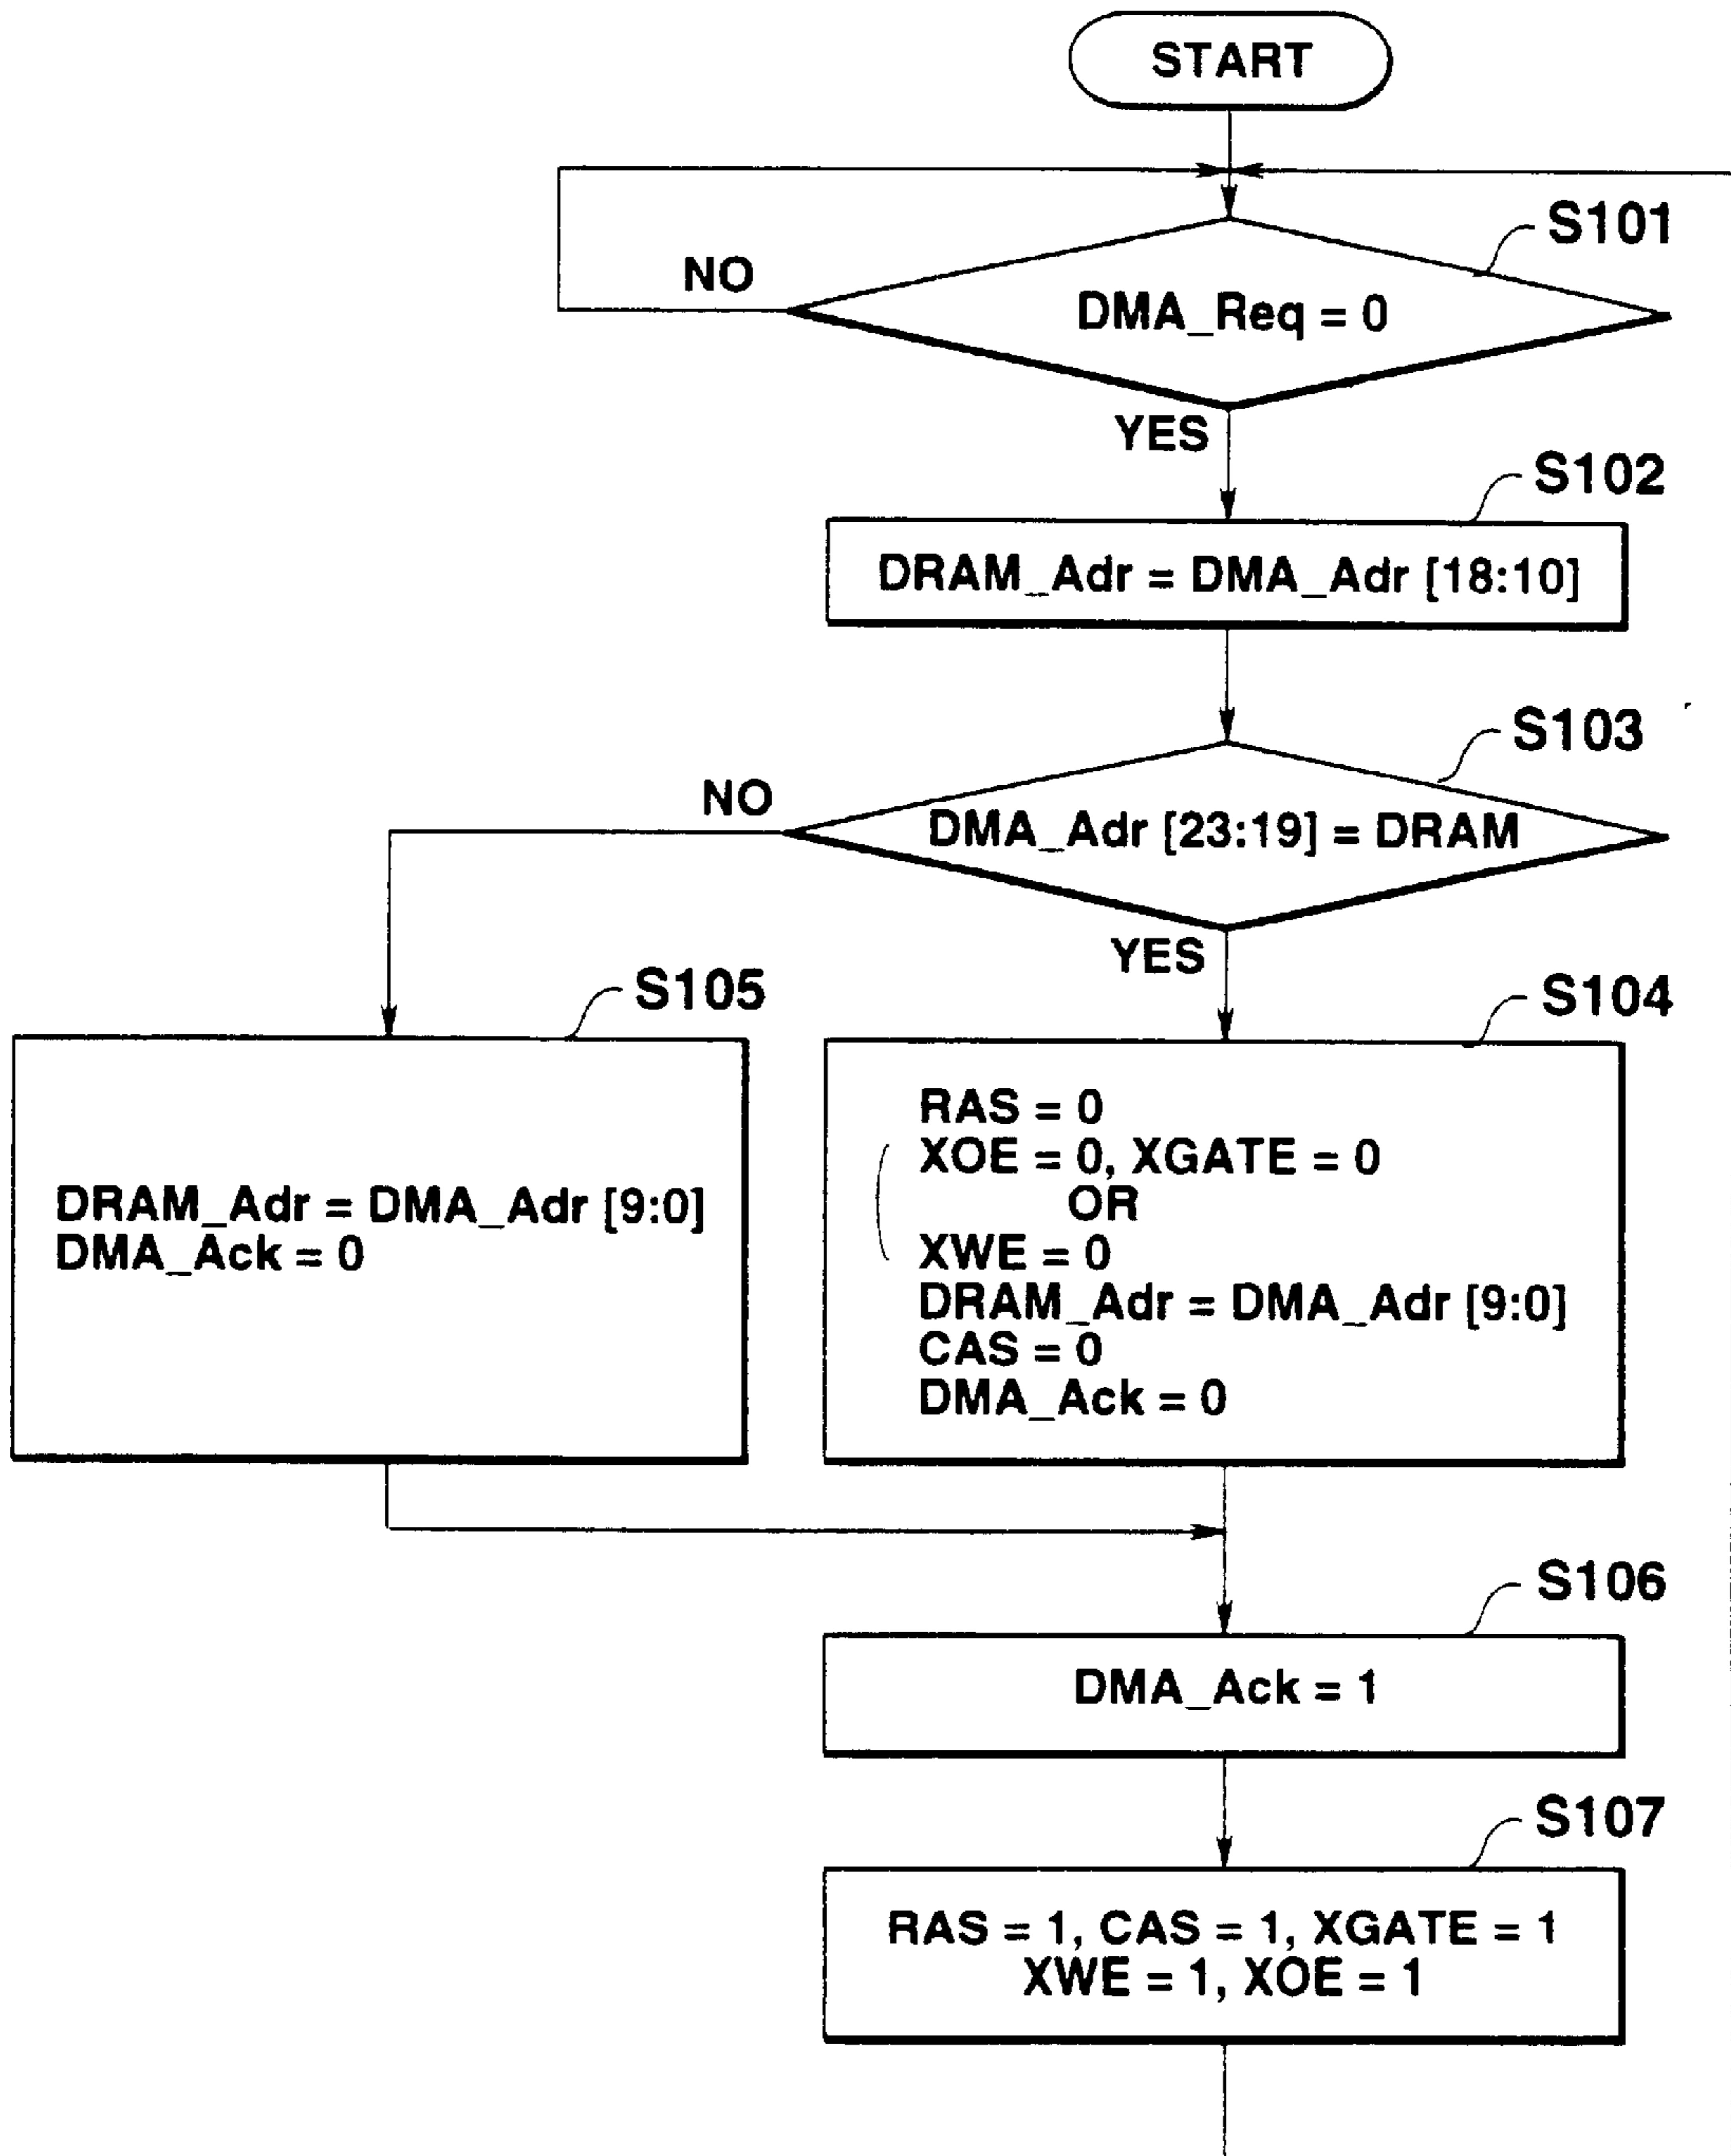 START
S101
NO
DMA_Req = 0
YES
S102
DRAM_Adr = DMA_Adr [18:10]
S103
NO
DMA_Adr [23:19] = DRAM
YES
S105
S104
DRAM_Adr = DMA_Adr [9:0]
DMA_Ack = 0
RAS = 0
XOE = 0, XGATE = 0
OR
XWE = 0
DRAM_Adr = DMA_Adr [9:0]
CAS = 0
DMA_Ack = 0
S106
DMA_Ack = 1
S107
RAS = 1, CAS = 1, XGATE = 1
XWE = 1, XOE = 1